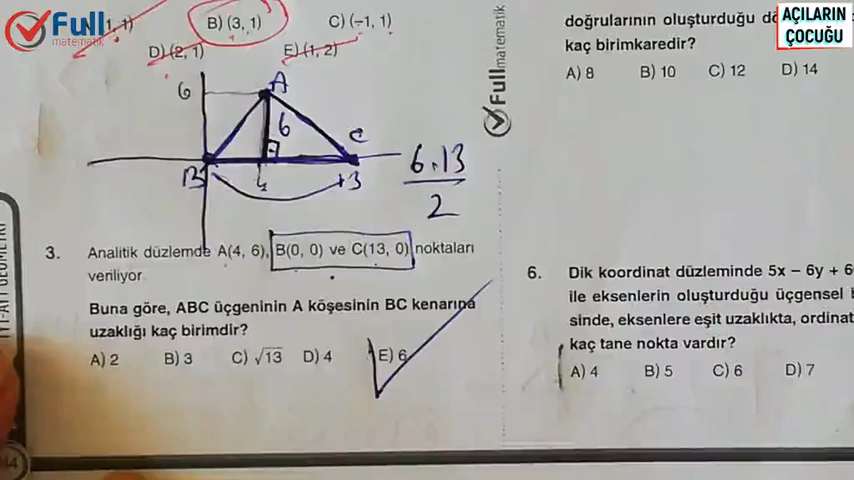 Full
matematik
B) (3, 1)
C) (−1, 1)
D) (2, 1)
E) (1, 2)
6
A
6
C
B
4
13
6.13
2
3. Analitik düzlemde A(4, 6), B(0, 0) ve C(13, 0) noktaları
veriliyor.
Buna göre, ABC üçgeninin A köşesinin BC kenarına
uzaklığı kaç birimdir?
A) 2 B) 3 C) √13 D) 4 E) 6
Fullmatematik
AÇILARIN
ÇOCUĞU
doğrularının oluşturduğu
kaç birimkaredir?
A) 8 B) 10 C) 12 D) 14
6. Dik koordinat düzleminde 5x − 6y + 6
ile eksenlerin oluşturduğu üçgensel
sinde, eksenlere eşit uzaklıkta, ordinat
kaç tane nokta vardır?
A) 4 B) 5 C) 6 D) 7